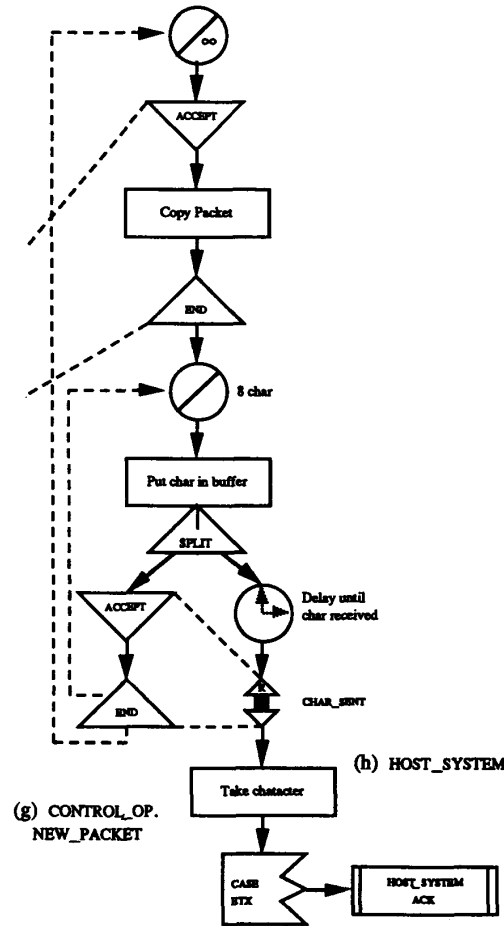 ∞
ACCEPT
Copy Packet
END
8 char
Put char in buffer
SPLIT
ACCEPT
Delay until
char received
R
CHAR_SENT
END
(h) HOST_SYSTEM
Take chatacter
(g) CONTROL_OP.
NEW_PACKET
CASE
ETX
HOST_SYSTEM
ACK